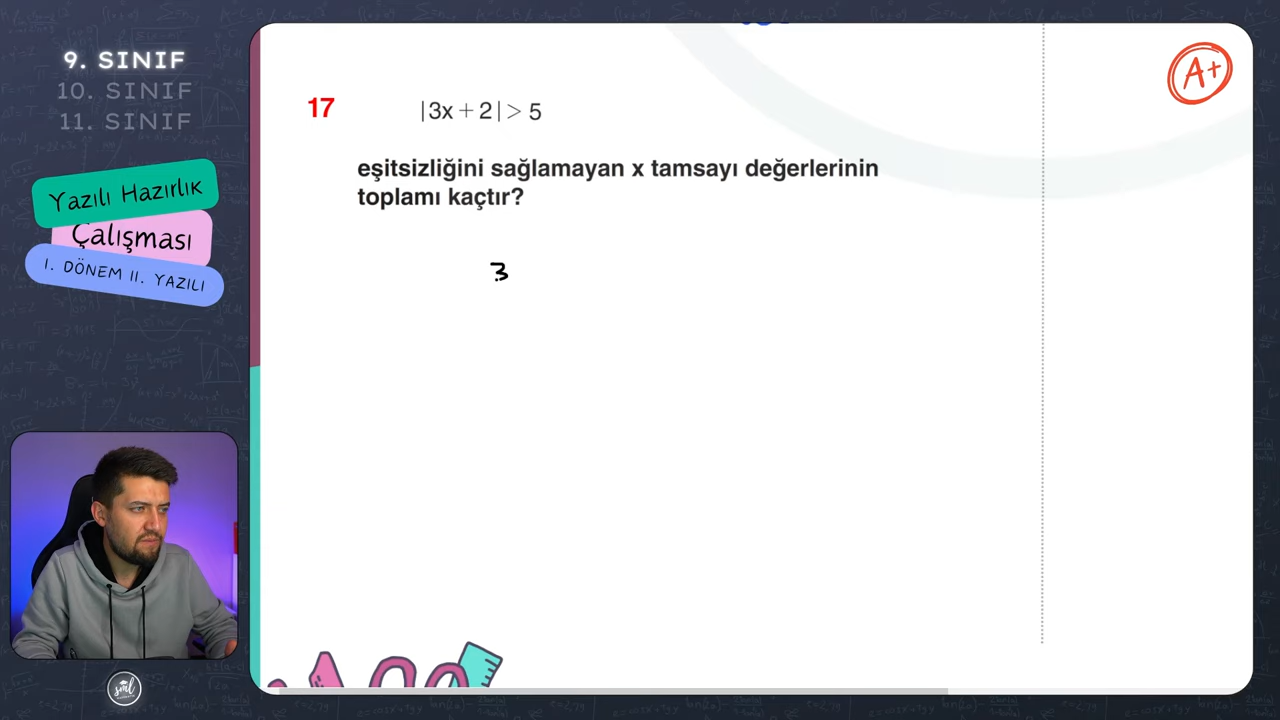 9. SINIF
10. SINIF
11. SINIF
Yazılı Hazırlık
Çalışması
I. DÖNEM II. YAZILI
A+
17
|3x + 2| > 5
eşitsizliğini sağlamayan x tamsayı değerlerinin
toplamı kaçtır?
3
sml